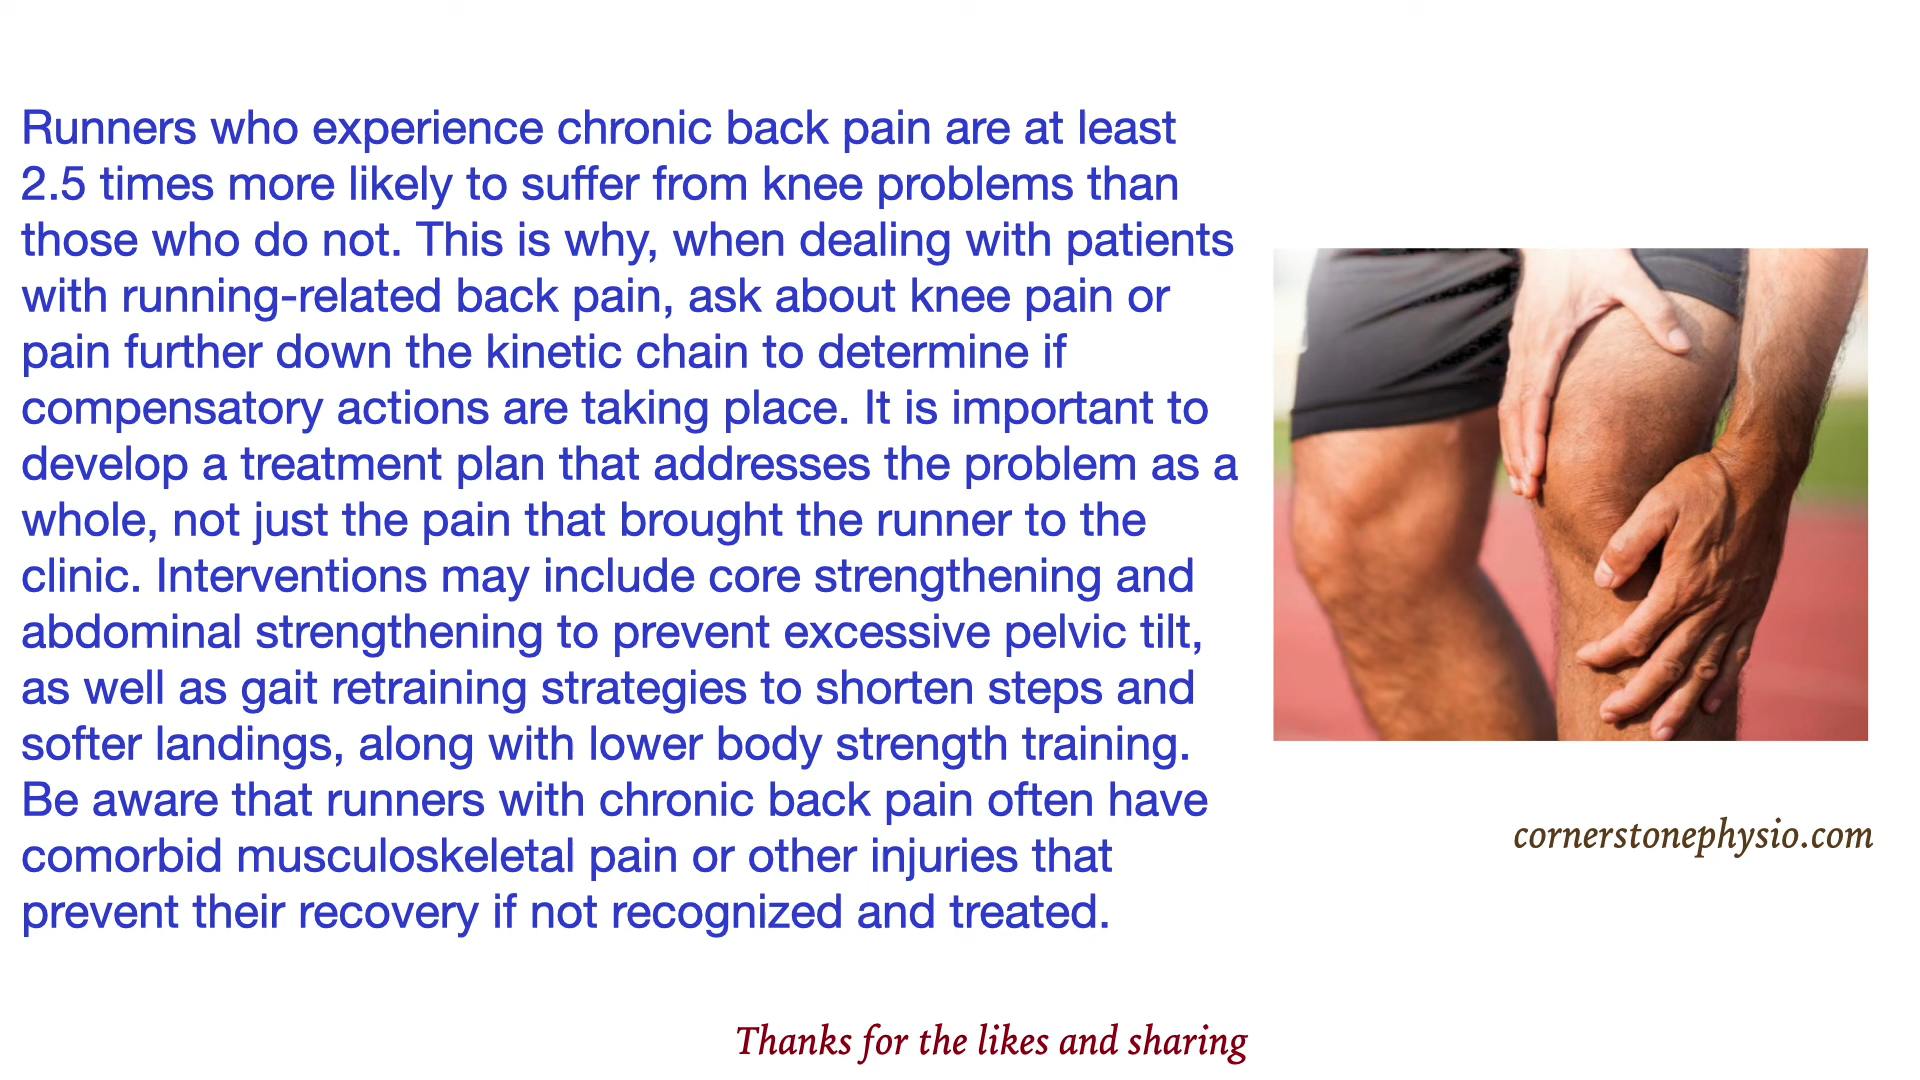 Runners who experience chronic back pain are at least
2.5 times more likely to suffer from knee problems than
those who do not. This is why, when dealing with patients
with running-related back pain, ask about knee pain or
pain further down the kinetic chain to determine if
compensatory actions are taking place. It is important to
develop a treatment plan that addresses the problem as a
whole, not just the pain that brought the runner to the
clinic. Interventions may include core strengthening and
abdominal strengthening to prevent excessive pelvic tilt,
as well as gait retraining strategies to shorten steps and
softer landings, along with lower body strength training.
Be aware that runners with chronic back pain often have
comorbid musculoskeletal pain or other injuries that
prevent their recovery if not recognized and treated.
cornerstonephysio.com
Thanks for the likes and sharing